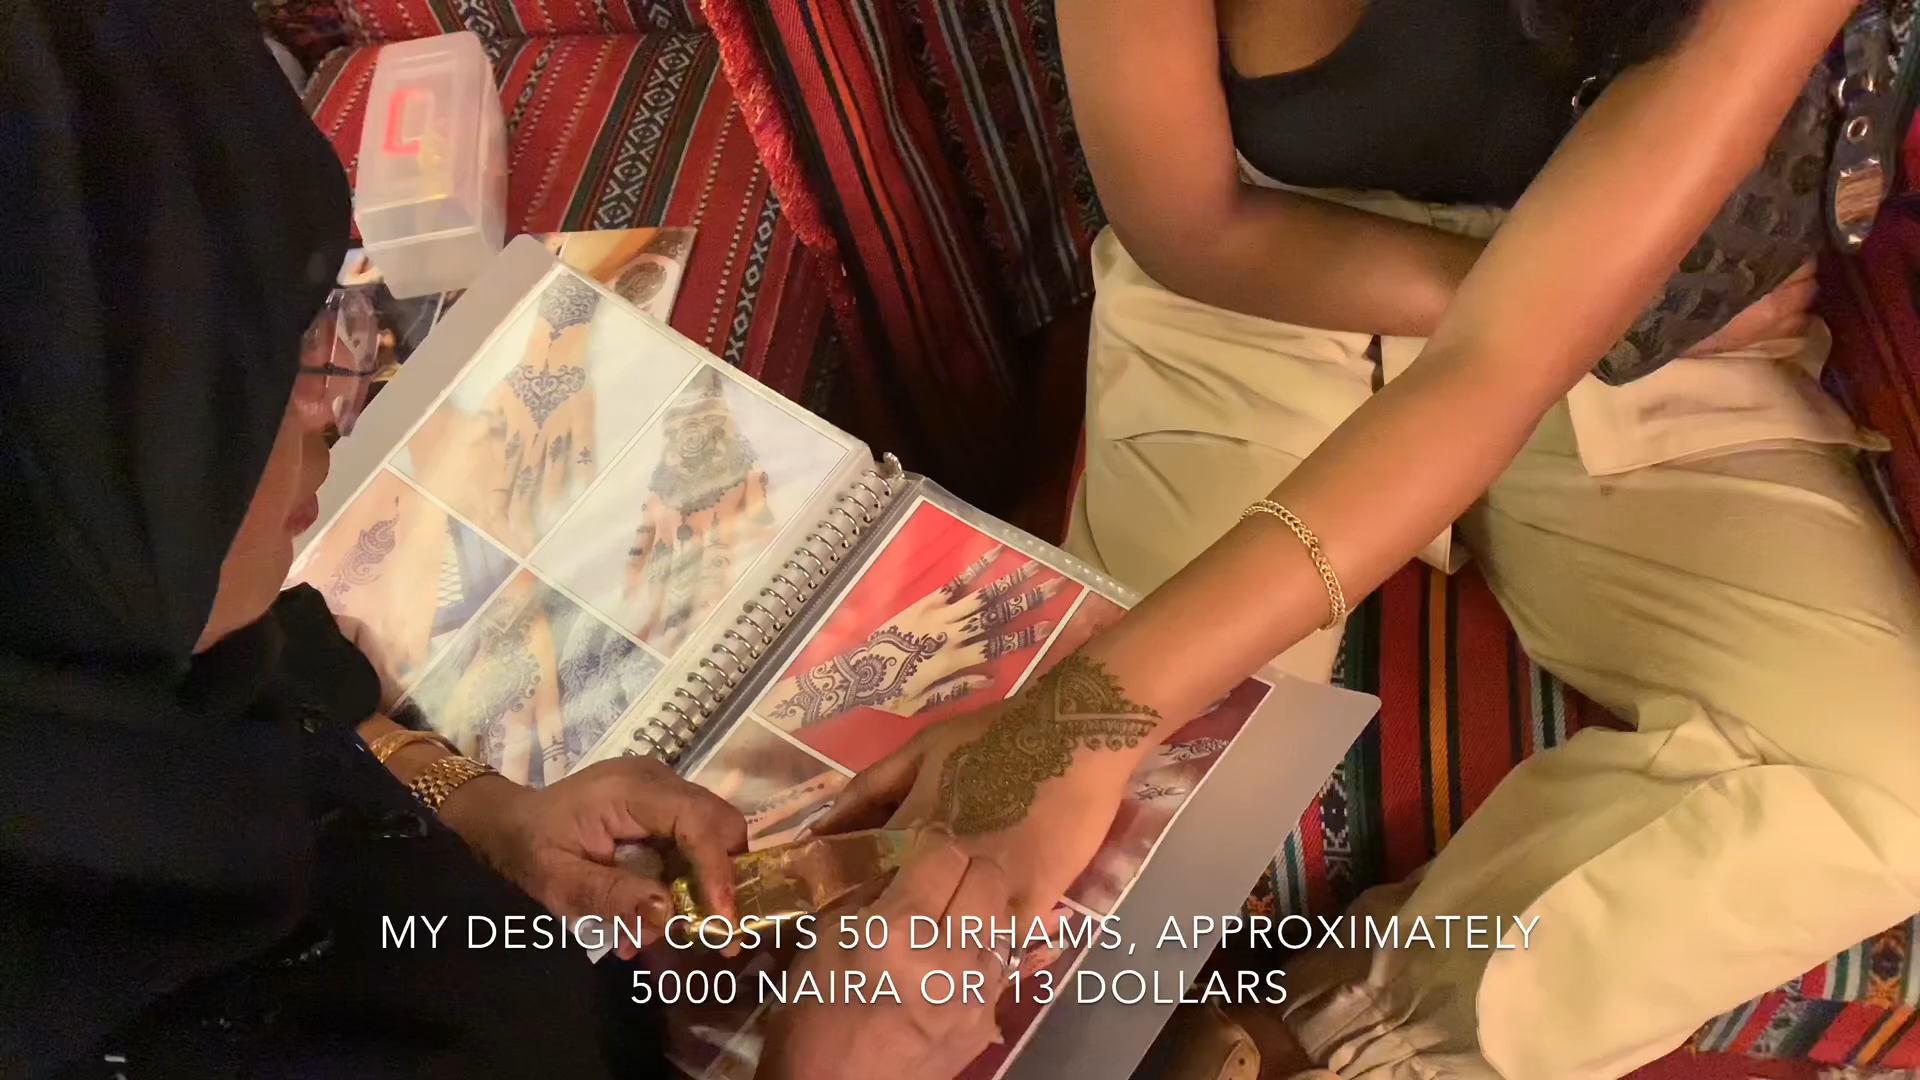 MY DESIGN COSTS 50 DIRHAMS, APPROXIMATELY
5000 NAIRA OR 13 DOLLARS